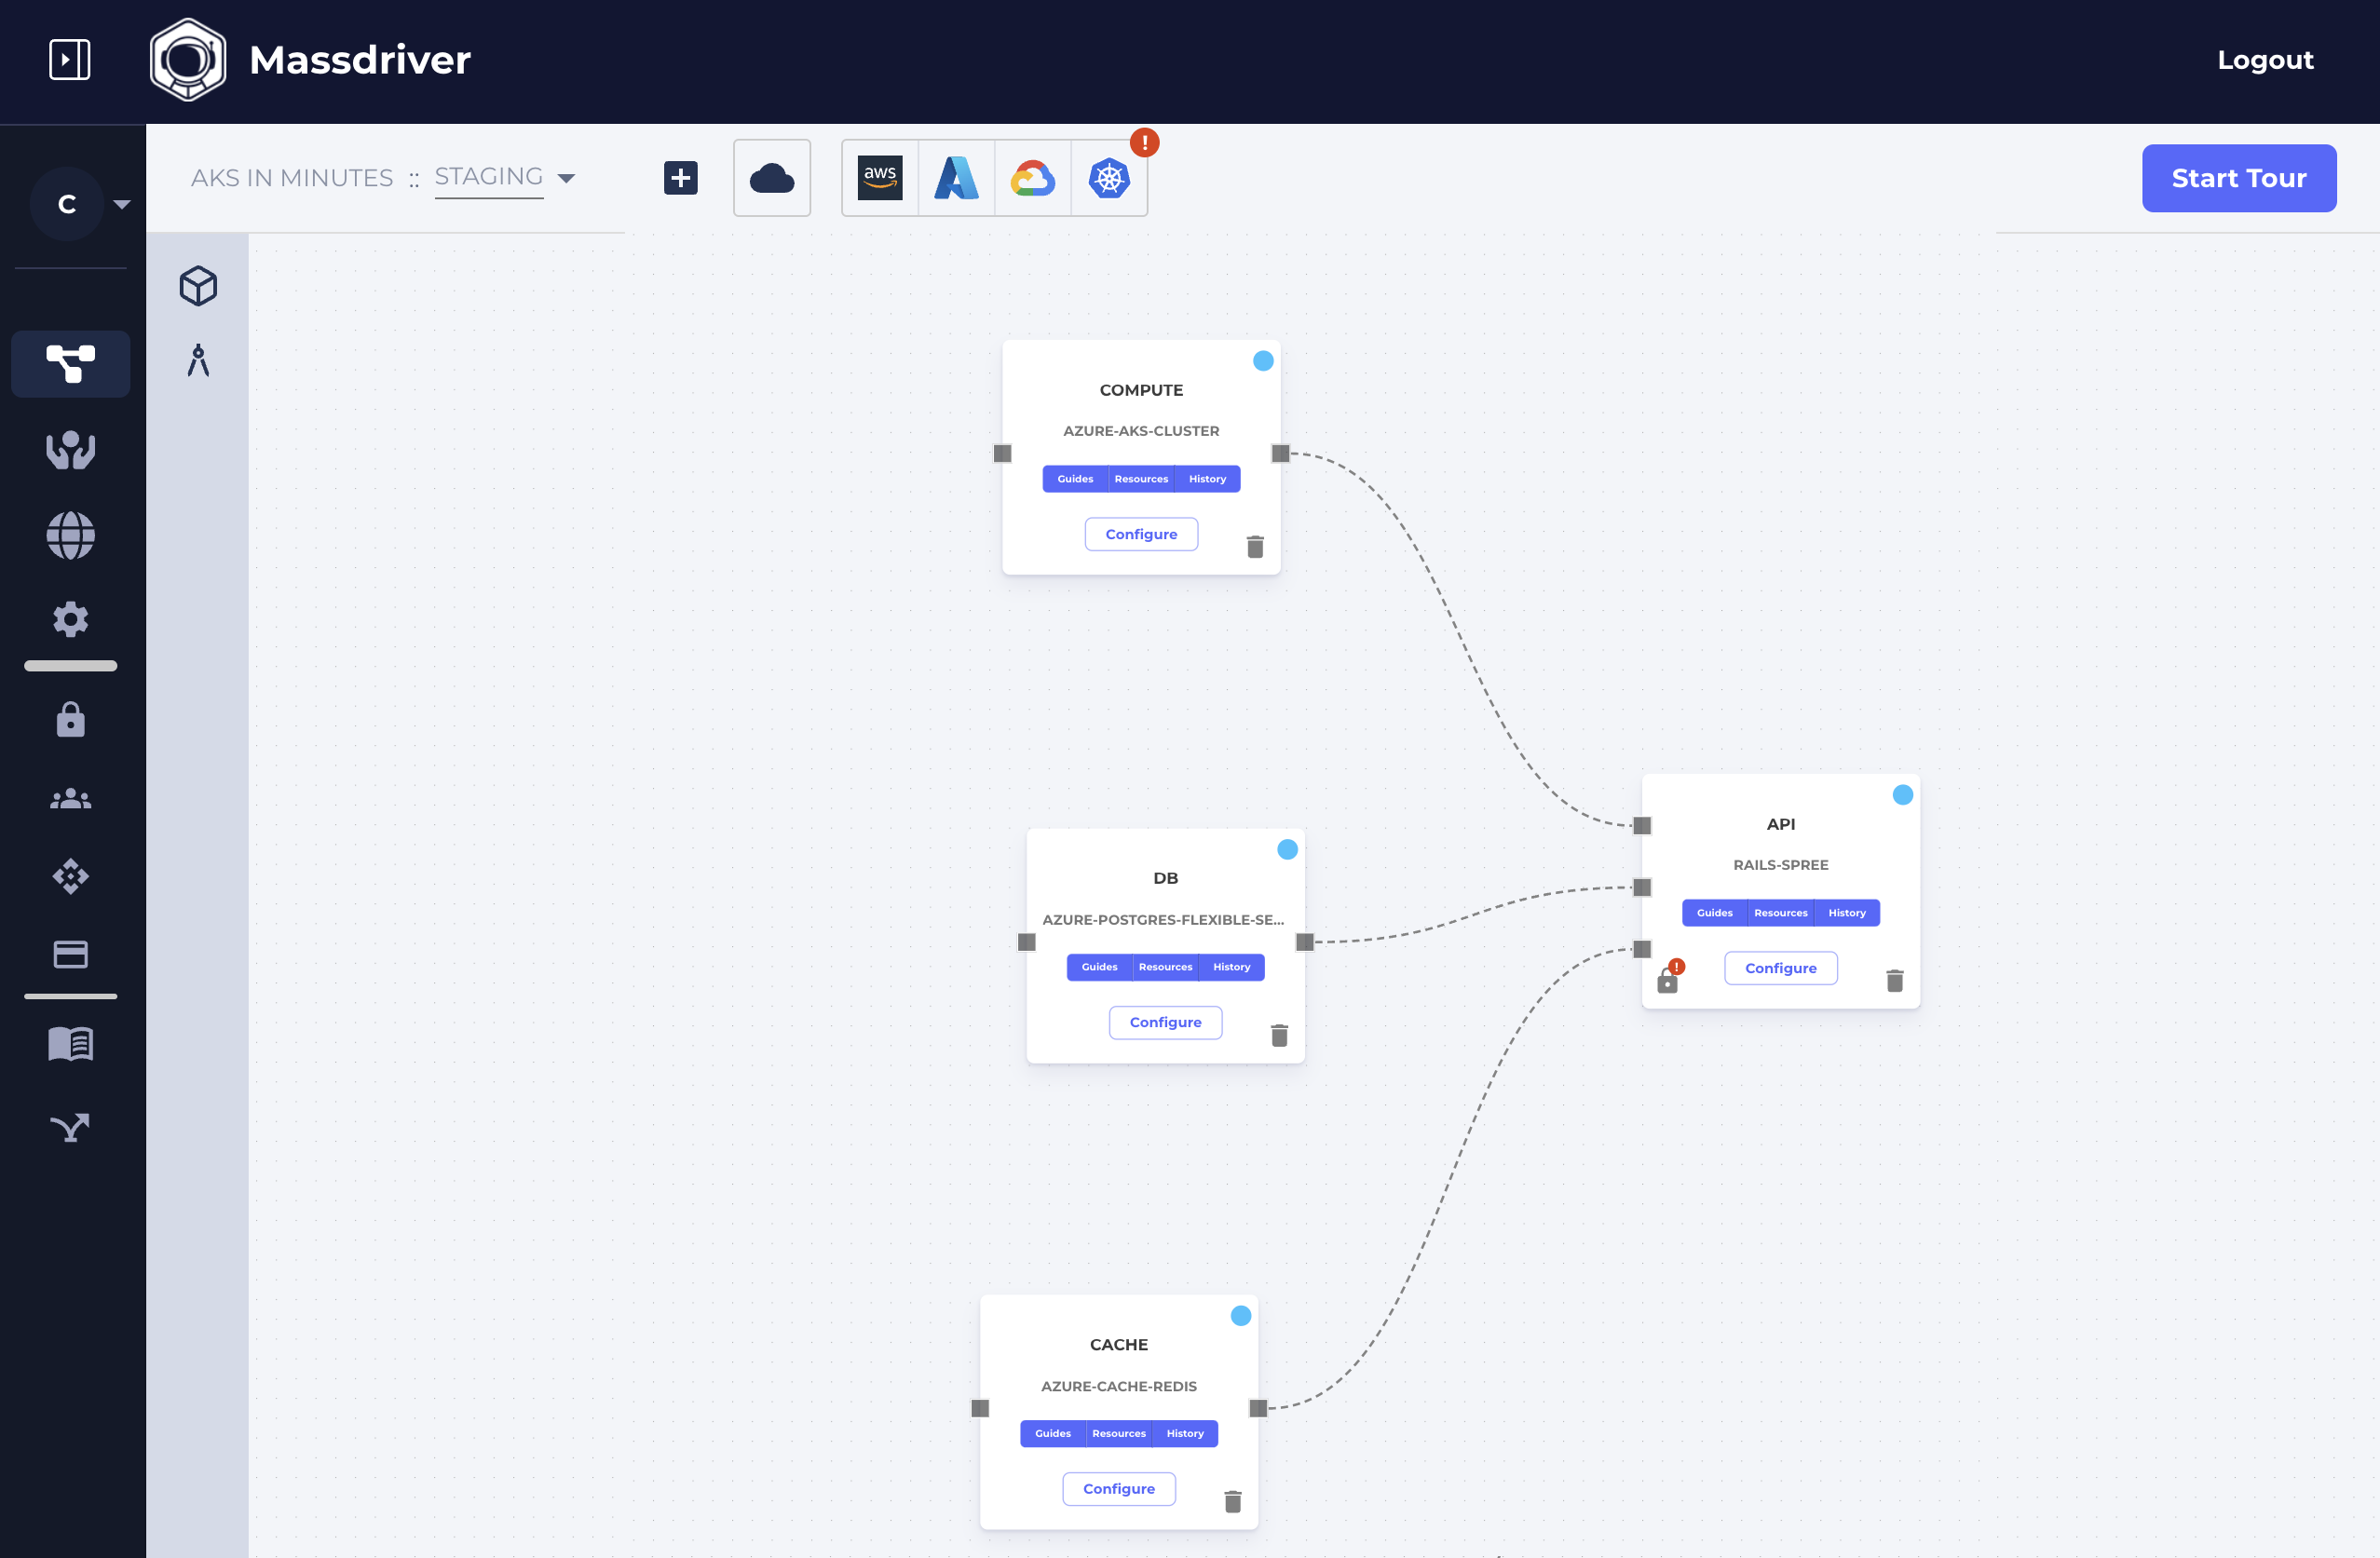 Massdriver
Logout
C
AKS IN MINUTES :: STAGING
aws
!
Start Tour
COMPUTE
AZURE-AKS-CLUSTER
Guides Resources History
Configure
API
RAILS-SPREE
Guides Resources History
!
Configure
DB
AZURE-POSTGRES-FLEXIBLE-SE...
Guides Resources History
Configure
CACHE
AZURE-CACHE-REDIS
Guides Resources History
Configure